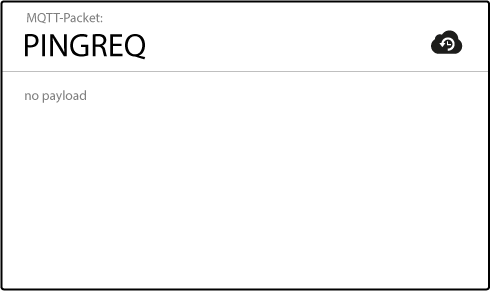 MQTT-Packet:
PINGREQ
no payload